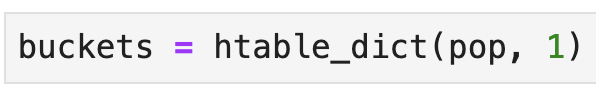 buckets = htable_dict(pop, 1)